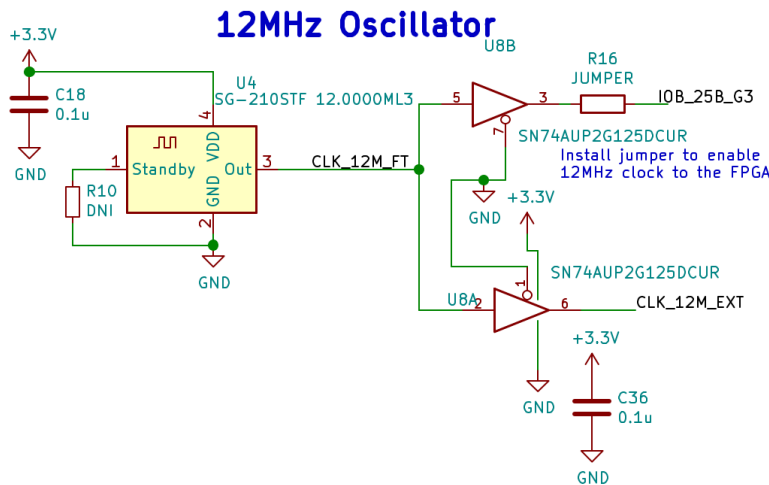 12MHz Oscillator
+3.3V
C18
0.1u
GND
U4
SG-210STF 12.0000ML3
4
VDD
1
Standby
Out
3
GND
2
R10
DNI
GND
CLK_12M_FT
U8B
5
3
7
SN74AUP2G125DCUR
R16
JUMPER
IOB_25B_G3
Install jumper to enable
12MHz clock to the FPGA
GND
+3.3V
SN74AUP2G125DCUR
1
U8A
2
6
CLK_12M_EXT
GND
+3.3V
C36
0.1u
GND